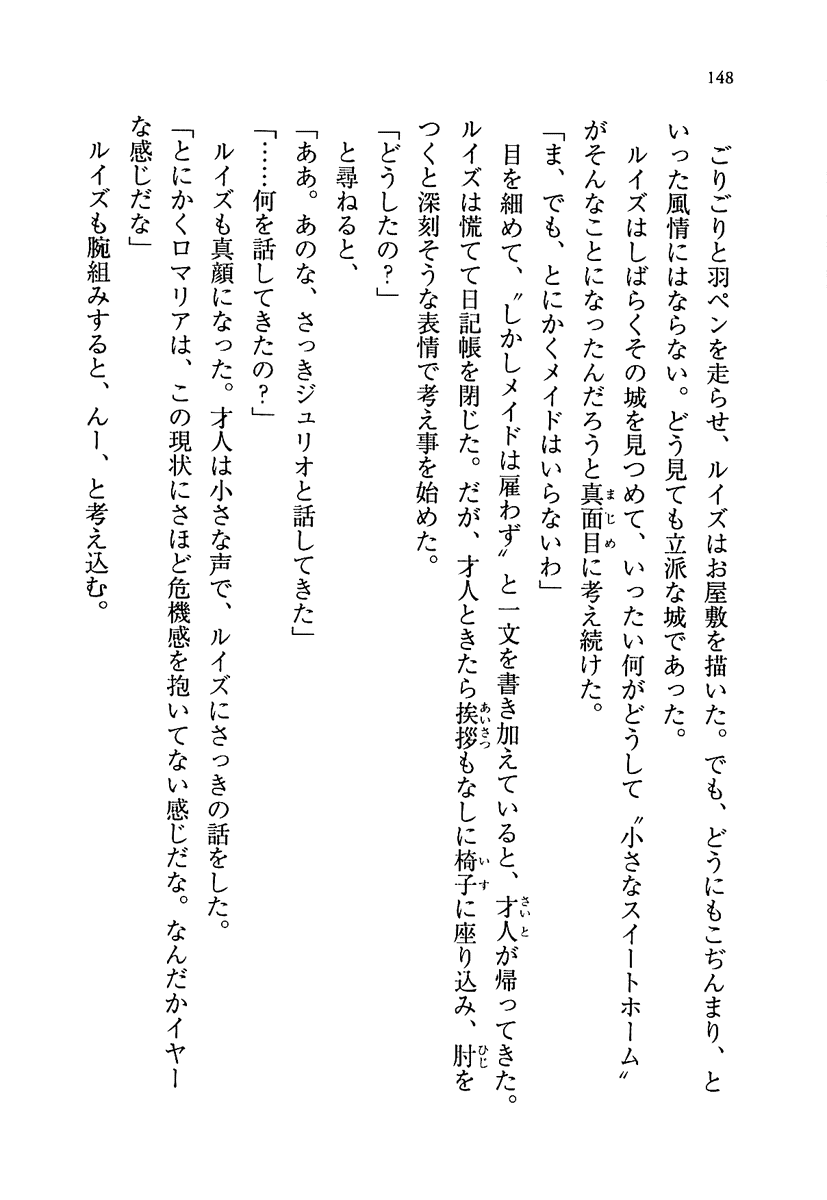 148
　ごりごりと羽ペンを走らせ、ルイズはお屋敷を描いた。でも、どうにもこぢんまり、と
いった風情にはならない。どう見ても立派な城であった。
　ルイズはしばらくその城を見つめて、いったい何がどうして〝小さなスイートホーム〟
がそんなことになったんだろうと真面目に考え続けた。
「ま、でも、とにかくメイドはいらないわ」
　目を細めて、〝しかしメイドは雇わず〟と一文を書き加えていると、才人が帰ってきた。
ルイズは慌てて日記帳を閉じた。だが、才人ときたら挨拶もなしに椅子に座り込み、肘を
つくと深刻そうな表情で考え事を始めた。
「どうしたの？」
　と尋ねると、
「ああ。あのな、さっきジュリオと話してきた」
「……何を話してきたの？」
　ルイズも真顔になった。才人は小さな声で、ルイズにさっきの話をした。
「とにかくロマリアは、この現状にさほど危機感を抱いてない感じだな。なんだかイヤー
な感じだな」
　ルイズも腕組みすると、んー、と考え込む。